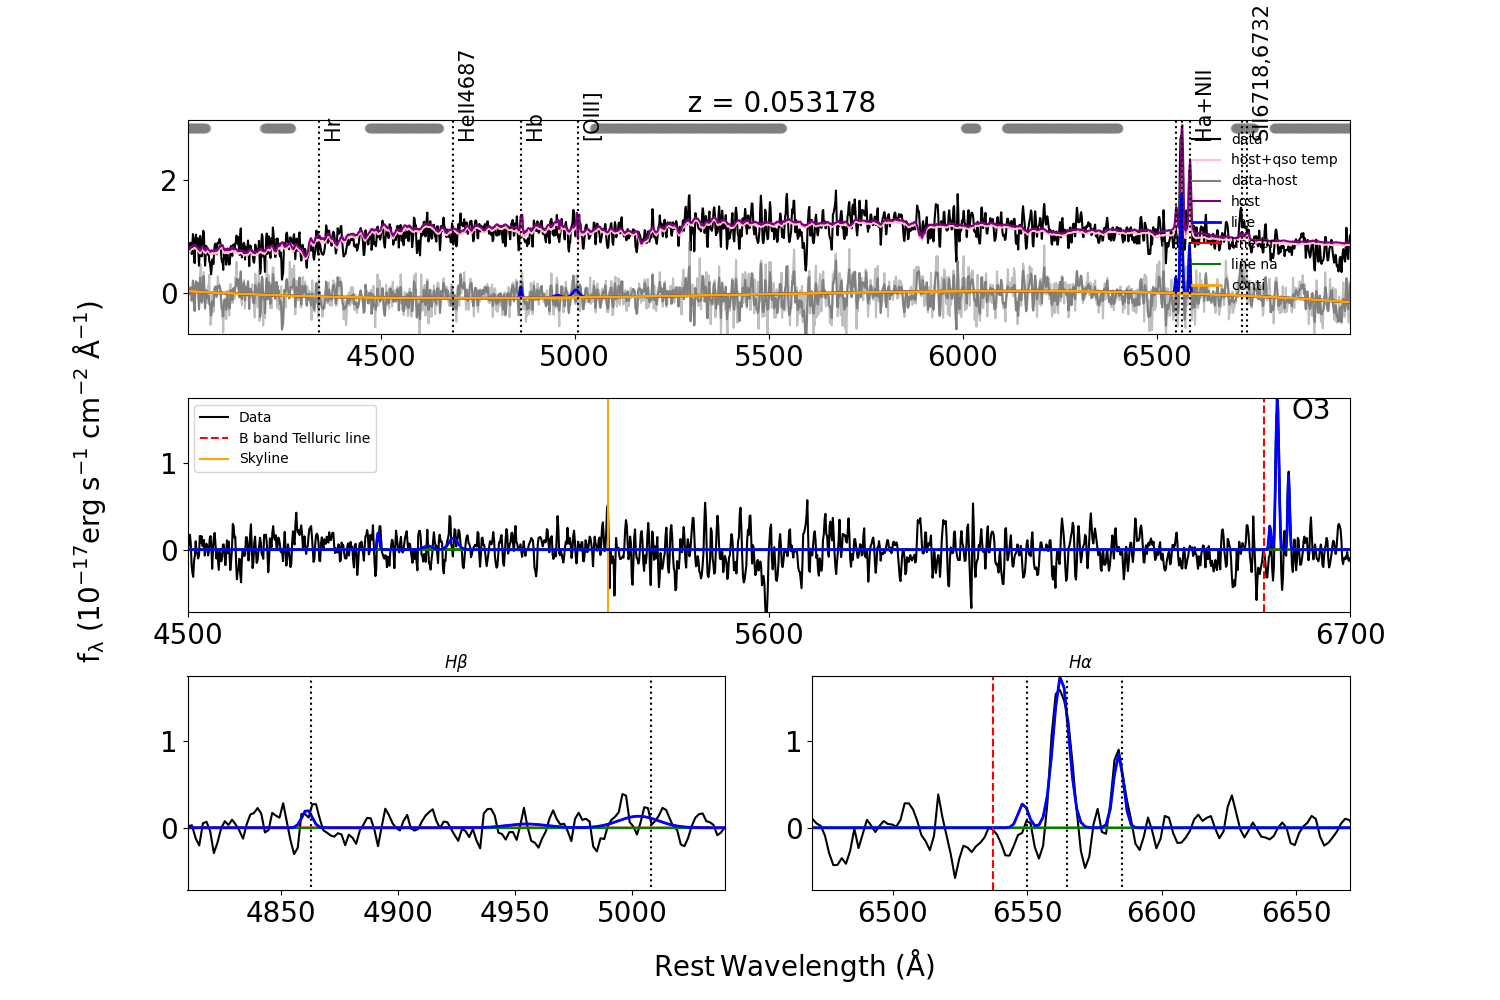 z = 0.053178
Hr
HeII4687
Hb
[OIII]
Ha+NII
SII6718,6732
data
host+qso temp
data-host
host
line
line na
conti
2
0
4500 5000 5500 6000 6500
O3
Data
B band Telluric line
Skyline
1
0
4500 5600 6700
fλ (10−17erg s−1 cm−2 Å−1)
Hβ
1
0
4850 4900 4950 5000
Hα
1
0
6500 6550 6600 6650
Rest Wavelength (Å)